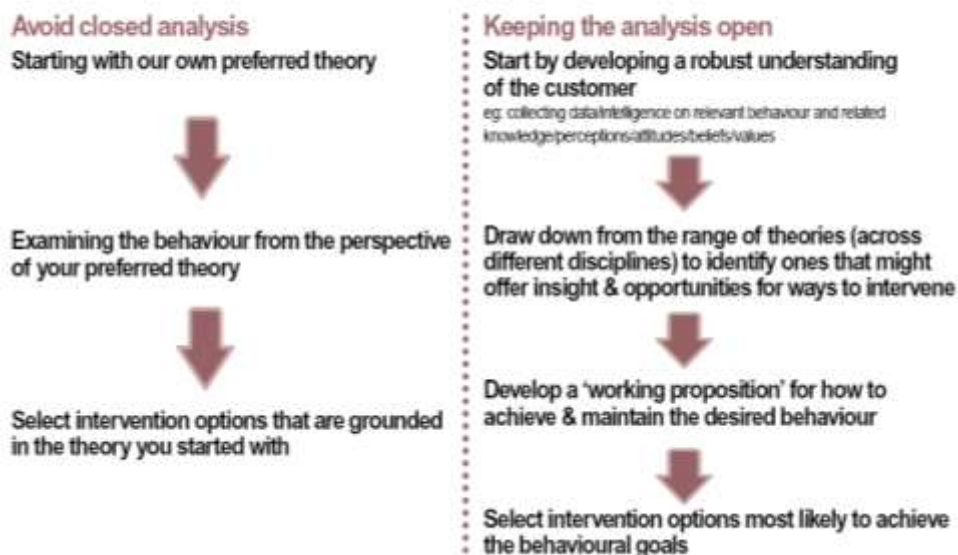 Avoid closed analysis
Starting with our own preferred theory
Examining the behaviour from the perspective
of your preferred theory
Select intervention options that are grounded
in the theory you started with
Keeping the analysis open
Start by developing a robust understanding
of the customer
eg: collecting data/intelligence on relevant behaviour and related
knowledge/perceptions/attitudes/beliefs/values
Draw down from the range of theories (across
different disciplines) to identify ones that might
offer insight & opportunities for ways to intervene
Develop a ‘working proposition’ for how to
achieve & maintain the desired behaviour
Select intervention options most likely to achieve
the behavioural goals